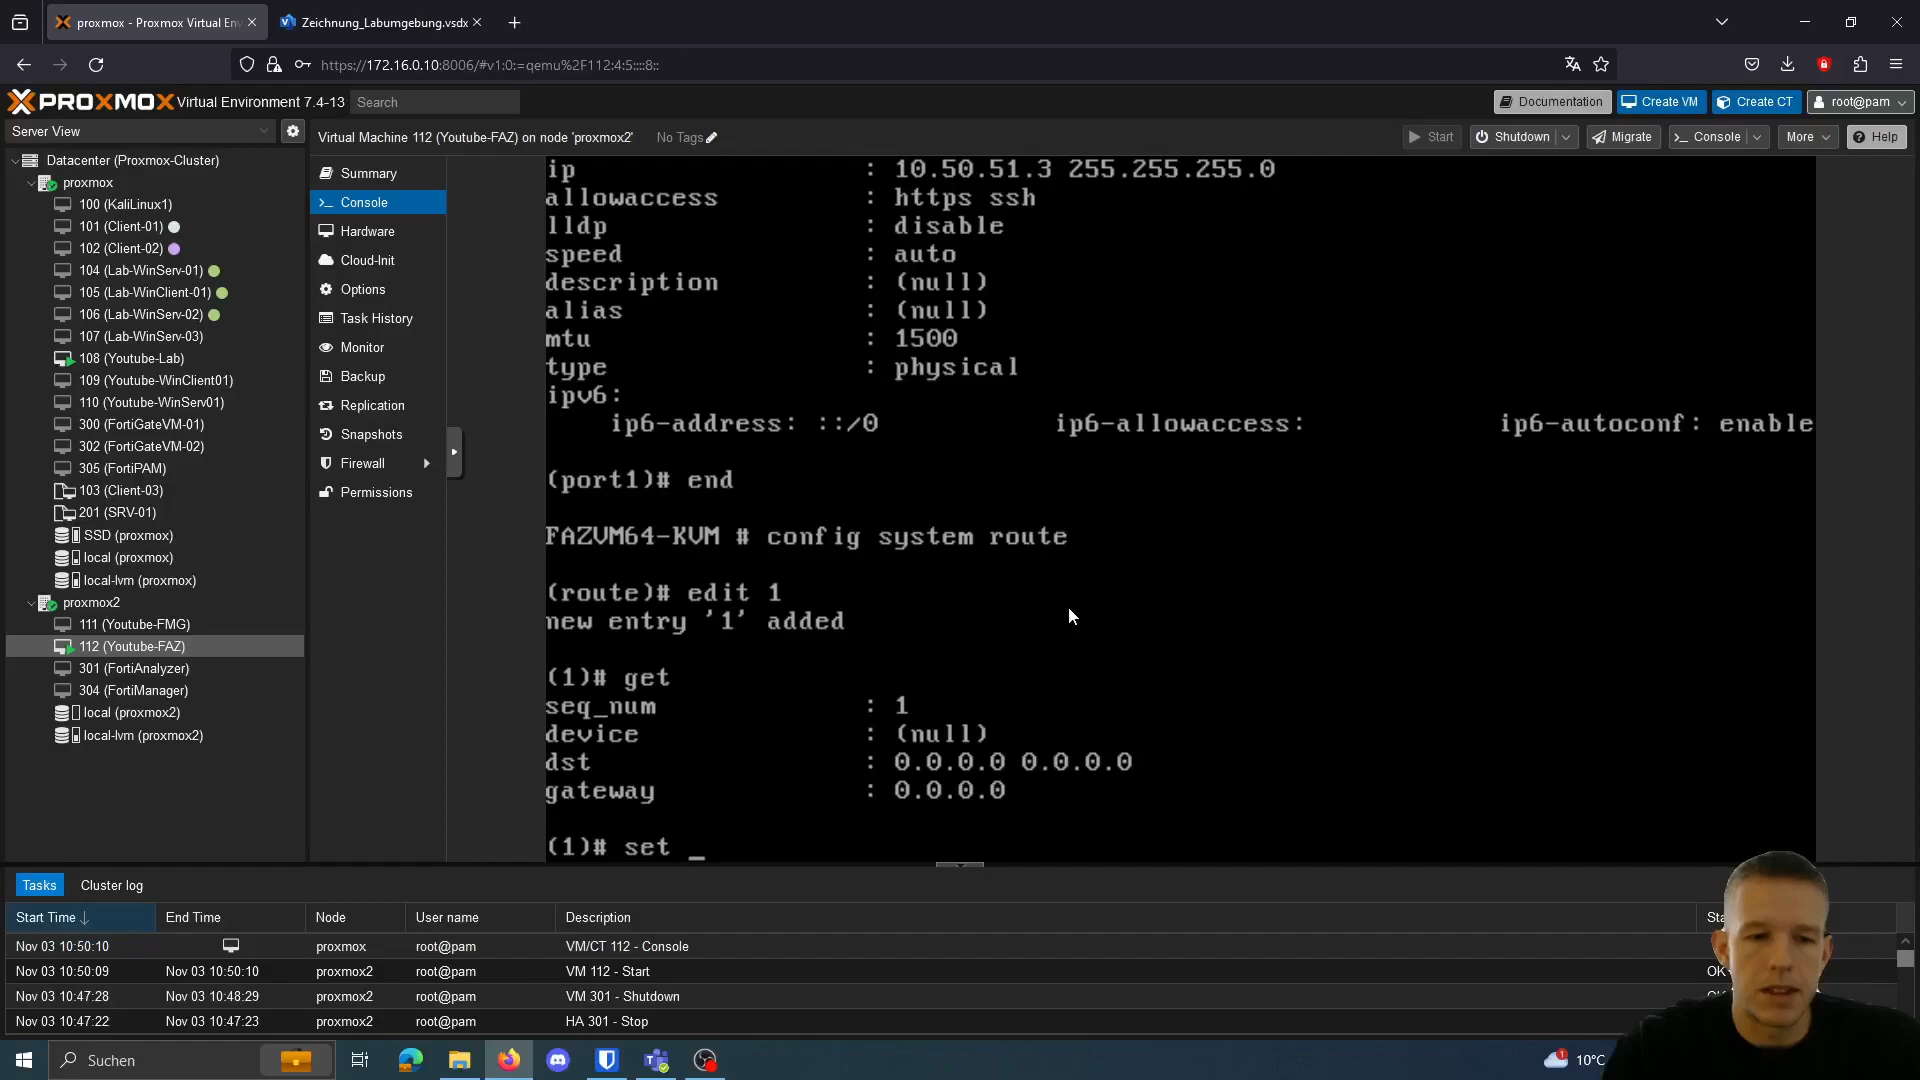 proxmox - Proxmox Virtual Env
Zeichnung_Labumgebung.vsdx
https://172.16.0.10:8006/#v1:0:=qemu%2F112:4:5::::8::
PROXMOX Virtual Environment 7.4-13
Search
Documentation
Create VM
Create CT
root@pam
Server View
Virtual Machine 112 (Youtube-FAZ) on node 'proxmox2'
No Tags
Start
Shutdown
Migrate
Console
More
Help
Datacenter (Proxmox-Cluster)
proxmox
100 (KaliLinux1)
101 (Client-01)
102 (Client-02)
104 (Lab-WinServ-01)
105 (Lab-WinClient-01)
106 (Lab-WinServ-02)
107 (Lab-WinServ-03)
108 (Youtube-Lab)
109 (Youtube-WinClient01)
110 (Youtube-WinServ01)
300 (FortiGateVM-01)
302 (FortiGateVM-02)
305 (FortiPAM)
103 (Client-03)
201 (SRV-01)
SSD (proxmox)
local (proxmox)
local-lvm (proxmox)
proxmox2
111 (Youtube-FMG)
112 (Youtube-FAZ)
301 (FortiAnalyzer)
304 (FortiManager)
local (proxmox2)
local-lvm (proxmox2)
Summary
Console
Hardware
Cloud-Init
Options
Task History
Monitor
Backup
Replication
Snapshots
Firewall
Permissions
ip : 10.50.51.3 255.255.255.0
allowaccess : https ssh
lldp : disable
speed : auto
description : (null)
alias : (null)
mtu : 1500
type : physical
ipv6:
ip6-address: ::/0 ip6-allowaccess: ip6-autoconf: enable
(port1)# end
FAZVM64-KVM # config system route
(route)# edit 1
new entry '1' added
(1)# get
seq_num : 1
device : (null)
dst : 0.0.0.0 0.0.0.0
gateway : 0.0.0.0
(1)# set _
Tasks
Cluster log
Start Time End Time Node User name Description
Nov 03 10:50:10 proxmox root@pam VM/CT 112 - Console
Nov 03 10:50:09 Nov 03 10:50:10 proxmox2 root@pam VM 112 - Start OK
Nov 03 10:47:28 Nov 03 10:48:29 proxmox2 root@pam VM 301 - Shutdown
Nov 03 10:47:22 Nov 03 10:47:23 proxmox2 root@pam HA 301 - Stop
Suchen
1
10°C